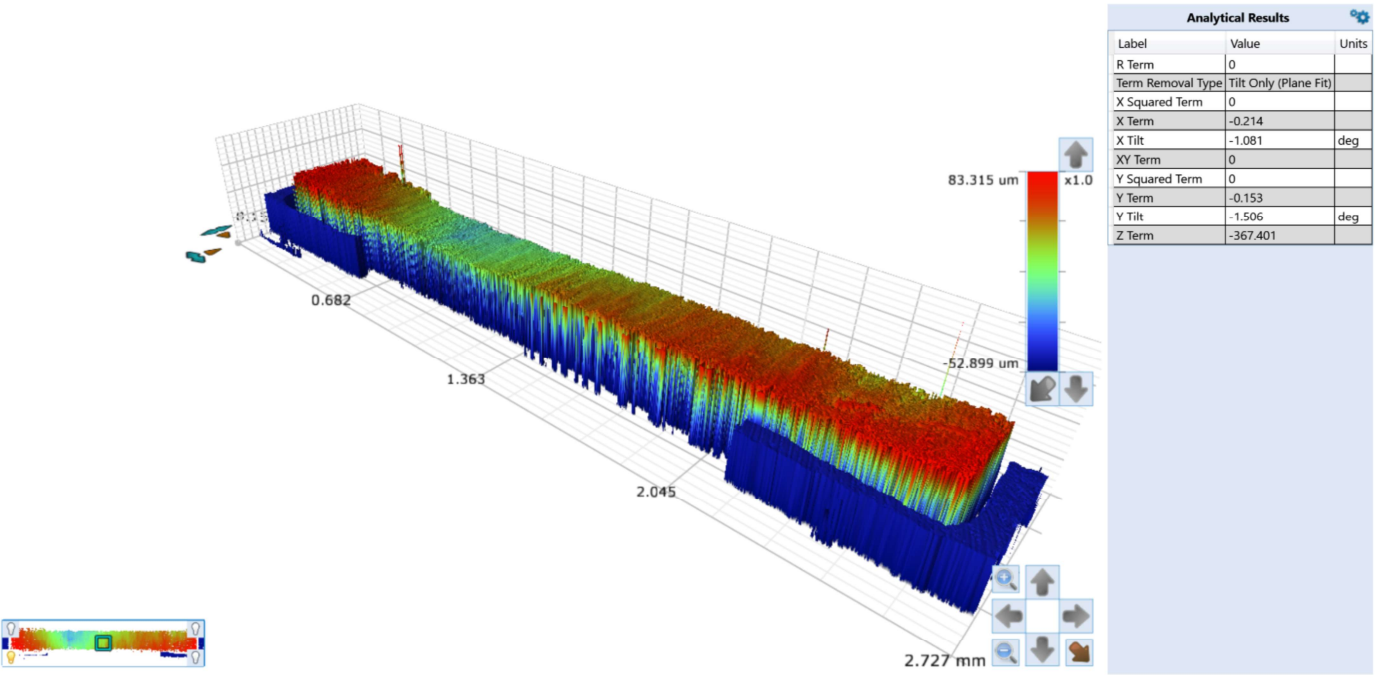 Analytical Results
Label Value Units
R Term 0
Term Removal Type Tilt Only (Plane Fit)
X Squared Term 0
X Term -0.214
X Tilt -1.081 deg
XY Term 0
Y Squared Term 0
Y Term -0.153
Y Tilt -1.506 deg
Z Term -367.401
83.315 um x1.0
-52.899 um
0.682
1.363
2.045
2.727 mm